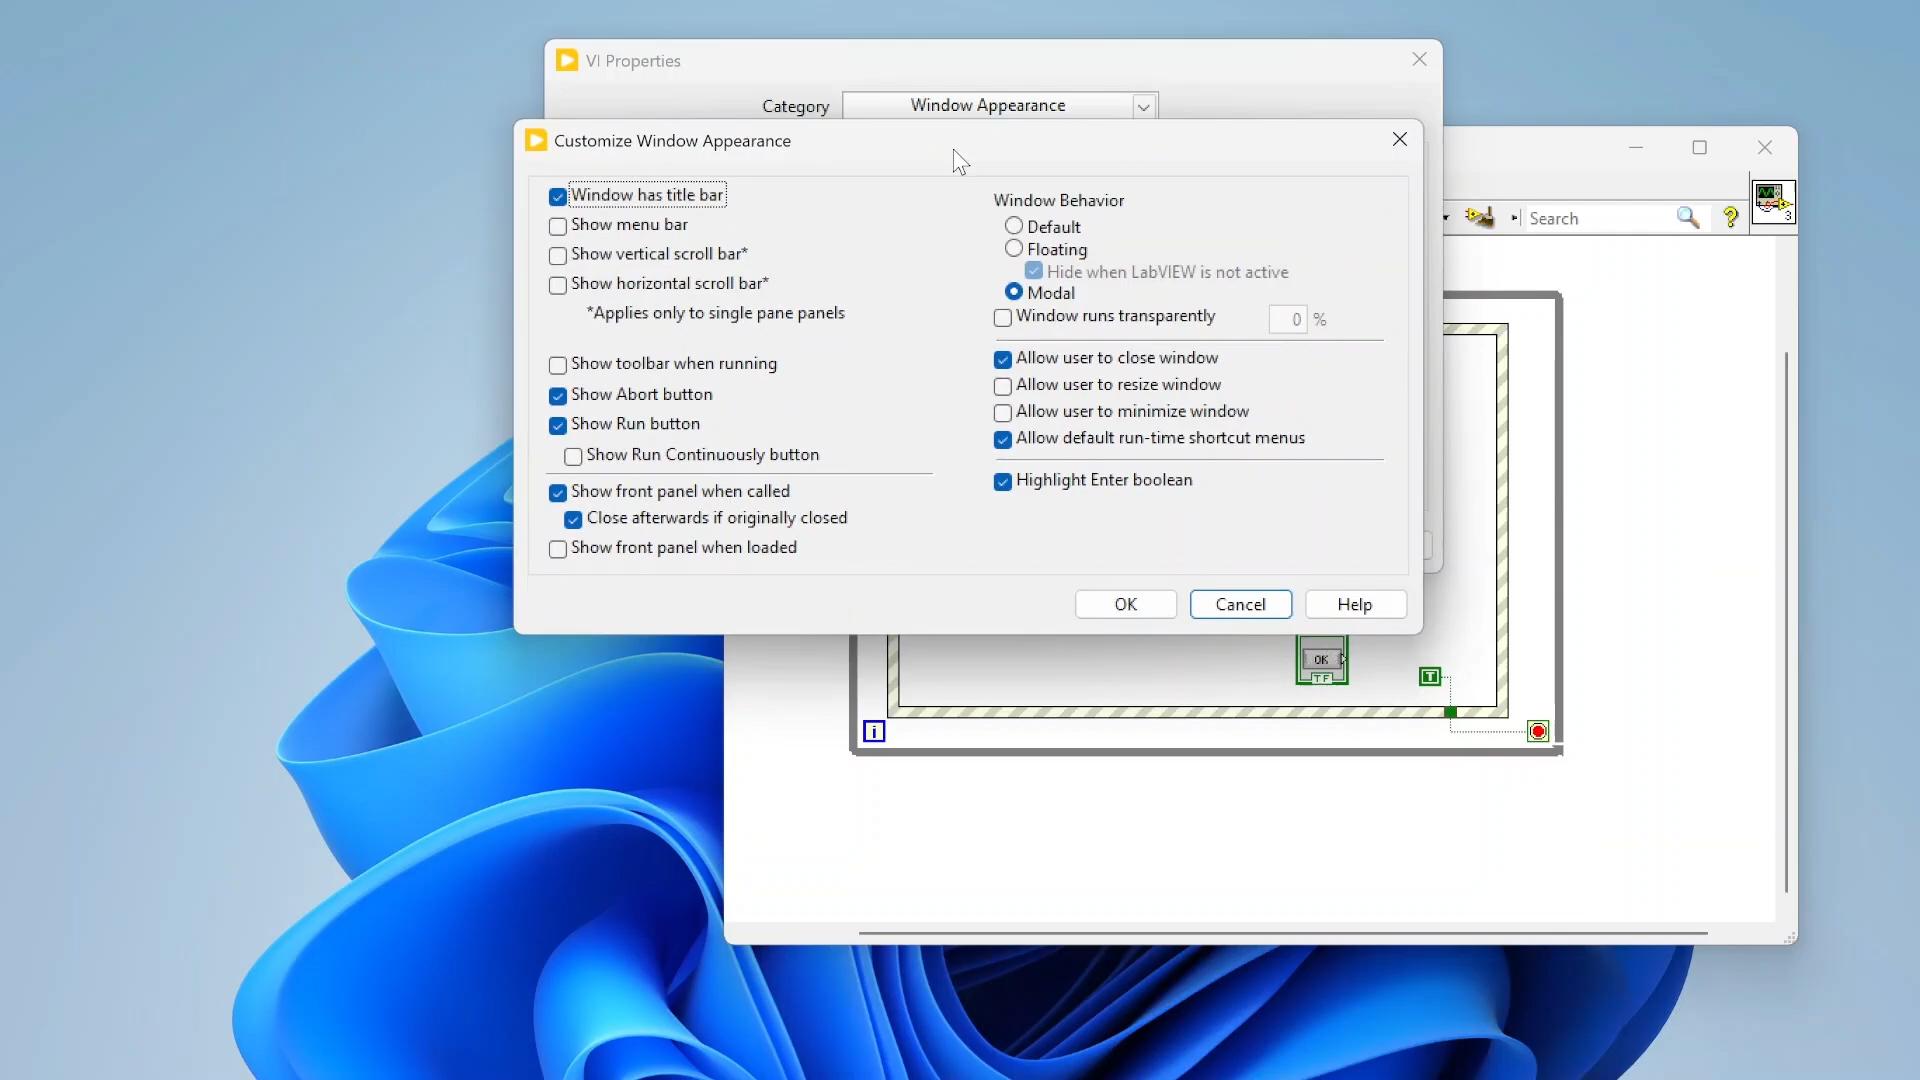 VI Properties
Category Window Appearance
Customize Window Appearance
Window has title bar
Show menu bar
Show vertical scroll bar*
Show horizontal scroll bar*
*Applies only to single pane panels
Show toolbar when running
Show Abort button
Show Run button
Show Run Continuously button
Show front panel when called
Close afterwards if originally closed
Show front panel when loaded
Window Behavior
Default
Floating
Hide when LabVIEW is not active
Modal
Window runs transparently 0 %
Allow user to close window
Allow user to resize window
Allow user to minimize window
Allow default run-time shortcut menus
Highlight Enter boolean
OK Cancel Help
Search ?
3
OK
TF
T
i